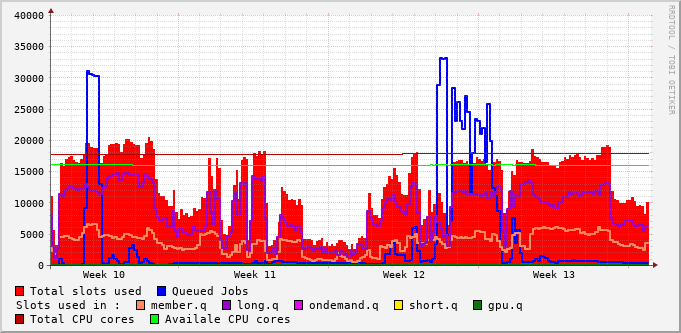 40000
35000
30000
25000
20000
15000
10000
5000
0
Week 10 Week 11 Week 12 Week 13
RRDTOOL / TOBI OETIKER
Total slots used Queued Jobs
Slots used in : member.q long.q ondemand.q short.q gpu.q
Total CPU cores Availale CPU cores